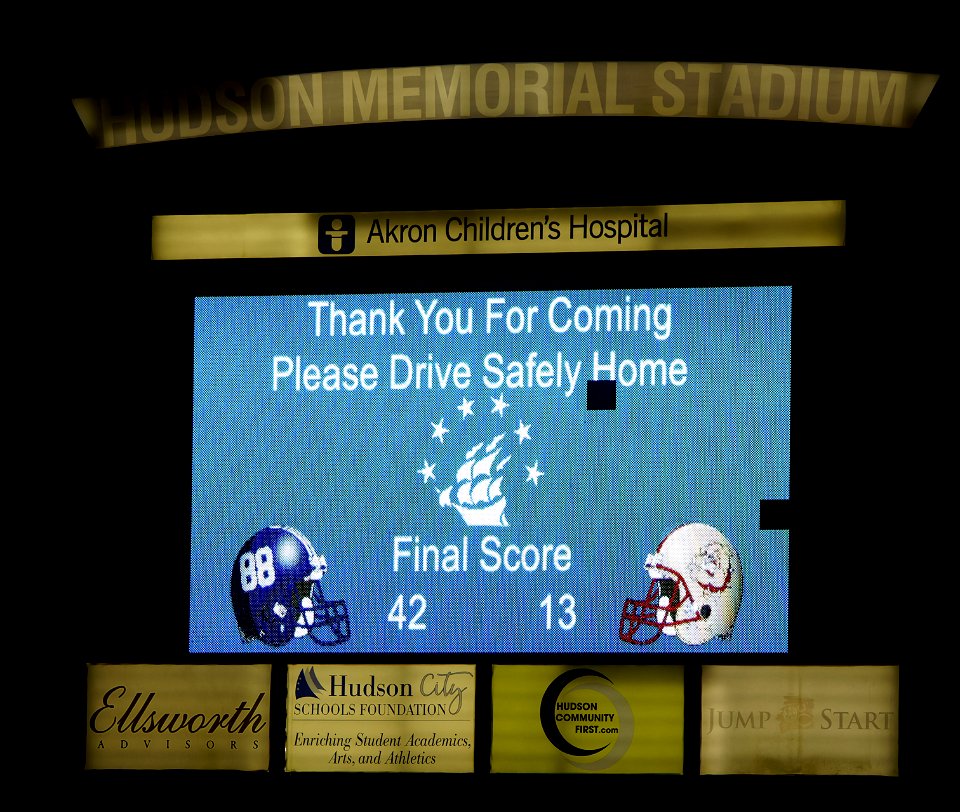 HUDSON MEMORIAL STADIUM
Akron Children's Hospital
Thank You For Coming
Please Drive Safely Home
Final Score
88
42 13
Ellsworth
ADVISORS
Hudson City
SCHOOLS FOUNDATION
Enriching Student Academics,
Arts, and Athletics
HUDSON
COMMUNITY
FIRST.com
JUMP START